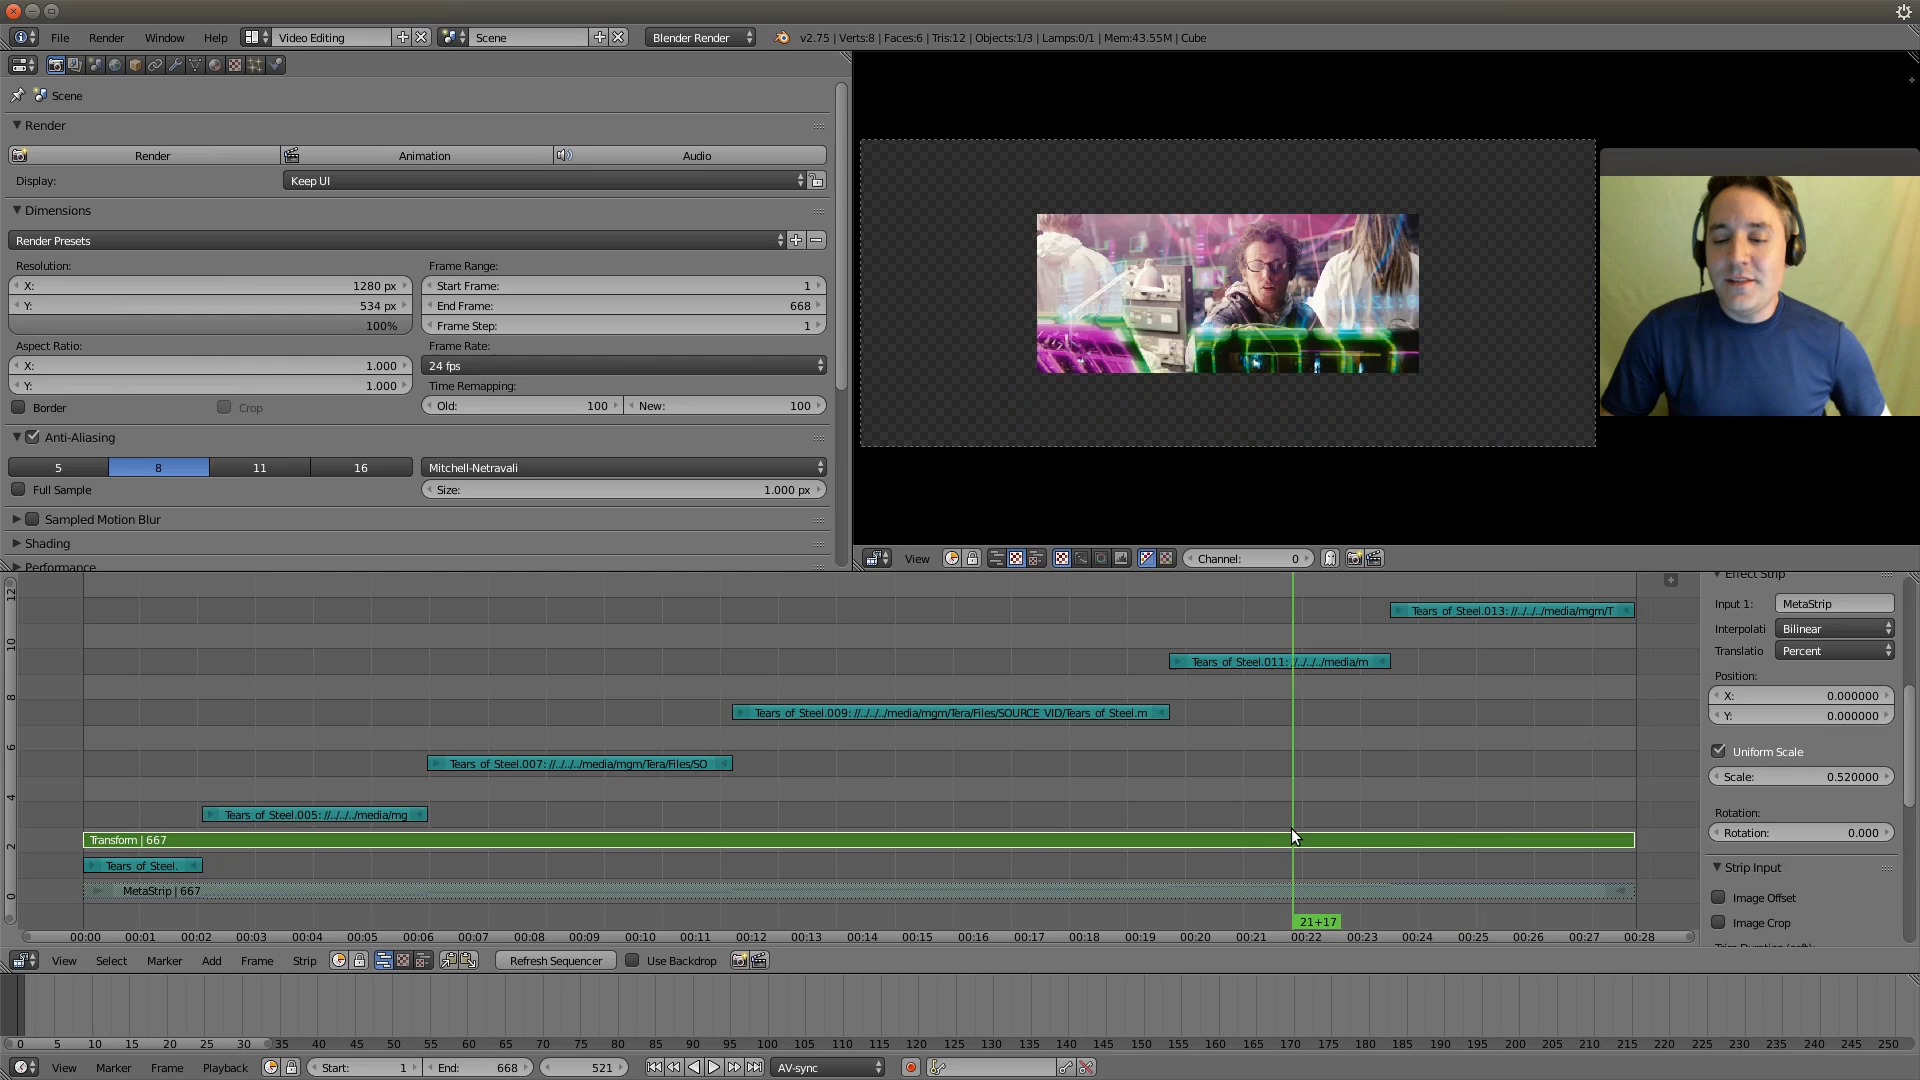 File Render Window Help Video Editing Scene Blender Render v2.75 | Verts:8 | Faces:6 | Tris:12 | Objects:1/3 | Lamps:0/1 | Mem:43.55M | Cube
Scene
Render
Render Animation Audio
Display: Keep UI
Dimensions
Render Presets
Resolution: Frame Range:
X: 1280 px Start Frame: 1
Y: 534 px End Frame: 668
100% Frame Step: 1
Aspect Ratio: Frame Rate:
X: 1.000 24 fps
Y: 1.000 Time Remapping:
Border Crop Old: 100 New: 100
Anti-Aliasing
5 8 11 16 Mitchell-Netravali
Full Sample Size: 1.000 px
Sampled Motion Blur
Shading
Performance
View Channel: 0
Effect Strip
Input 1: MetaStrip
Interpolati Bilinear
Translatio Percent
Position:
X: 0.000000
Y: 0.000000
Uniform Scale
Scale: 0.520000
Rotation:
Rotation: 0.000
Strip Input
Image Offset
Image Crop
12
10
8
6
4
2
0
Tears of Steel.013: //../../../media/mgm/T
Tears of Steel.011: //../../../media/m
Tears of Steel.009: //../../../media/mgm/Tera/Files/SOURCE VID/Tears of Steel.m
Tears of Steel.007: //../../../media/mgm/Tera/Files/SO
Tears of Steel.005: //../../../media/mg
Transform | 667
Tears of Steel.
MetaStrip | 667
21+17
00:00 00:01 00:02 00:03 00:04 00:05 00:06 00:07 00:08 00:09 00:10 00:11 00:12 00:13 00:14 00:15 00:16 00:17 00:18 00:19 00:20 00:21 00:22 00:23 00:24 00:25 00:26 00:27 00:28
View Select Marker Add Frame Strip Refresh Sequencer Use Backdrop
0 5 10 15 20 25 30 35 40 45 50 55 60 65 70 75 80 85 90 95 100 105 110 115 120 125 130 135 140 145 150 155 160 165 170 175 180 185 190 195 200 205 210 215 220 225 230 235 240 245 250
View Marker Frame Playback Start: 1 End: 668 521 AV-sync